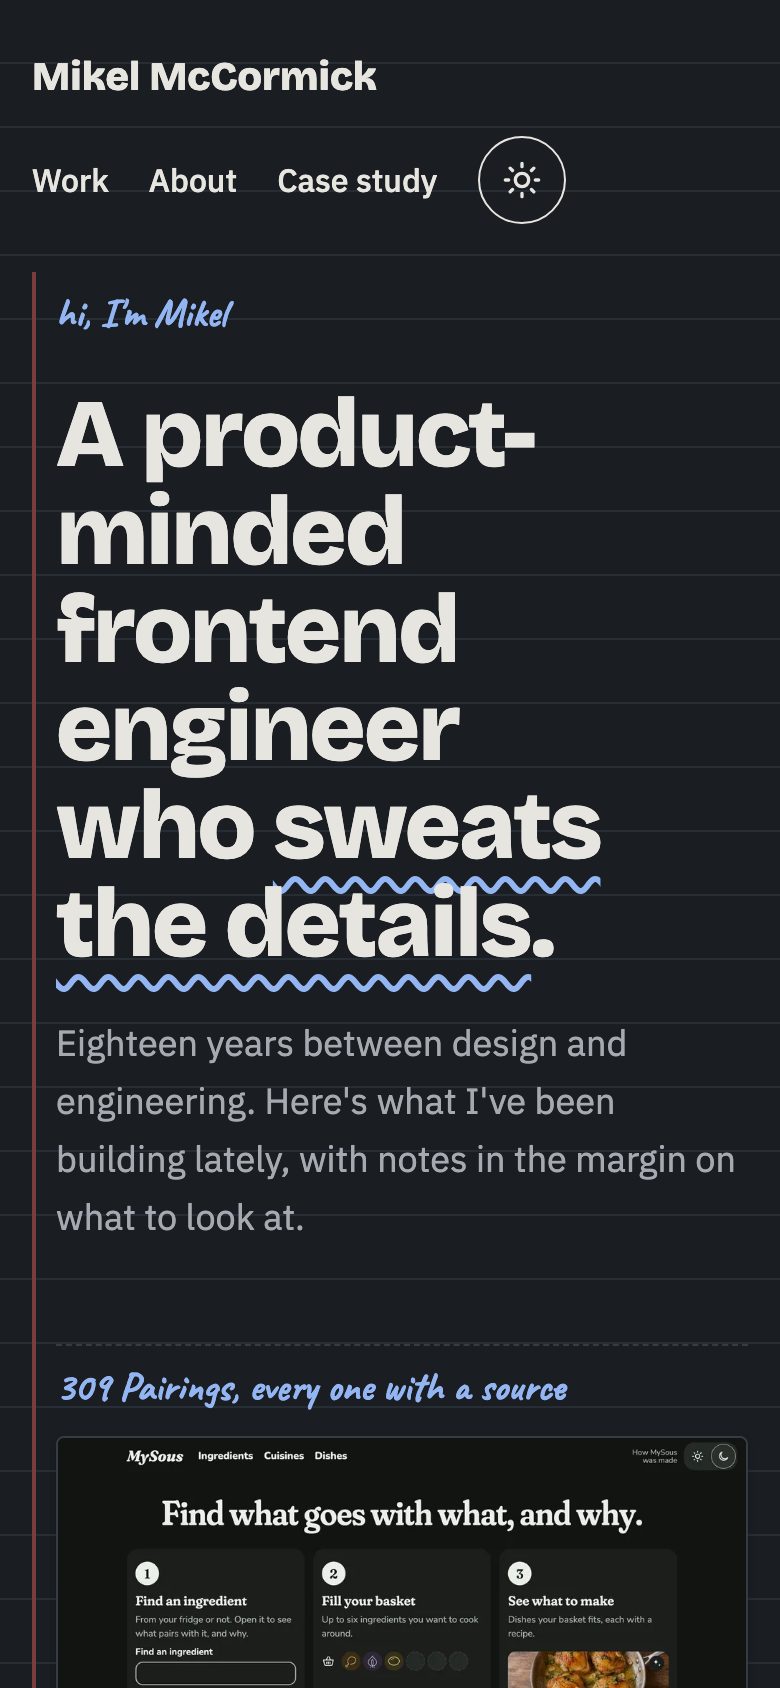 Mikel McCormick
Work About Case study
hi, I'm Mikel
A product-
minded
frontend
engineer
who sweats
the details.
Eighteen years between design and
engineering. Here's what I've been
building lately, with notes in the margin on
what to look at.
309 Pairings, every one with a source
MySous Ingredients Cuisines Dishes How MySous
was made
Find what goes with what, and why.
1
Find an ingredient
From your fridge or not. Open it to see
what pairs with it, and why.
Find an ingredient
2
Fill your basket
Up to six ingredients you want to cook
around.
3
See what to make
Dishes your basket fits, each with a
recipe.